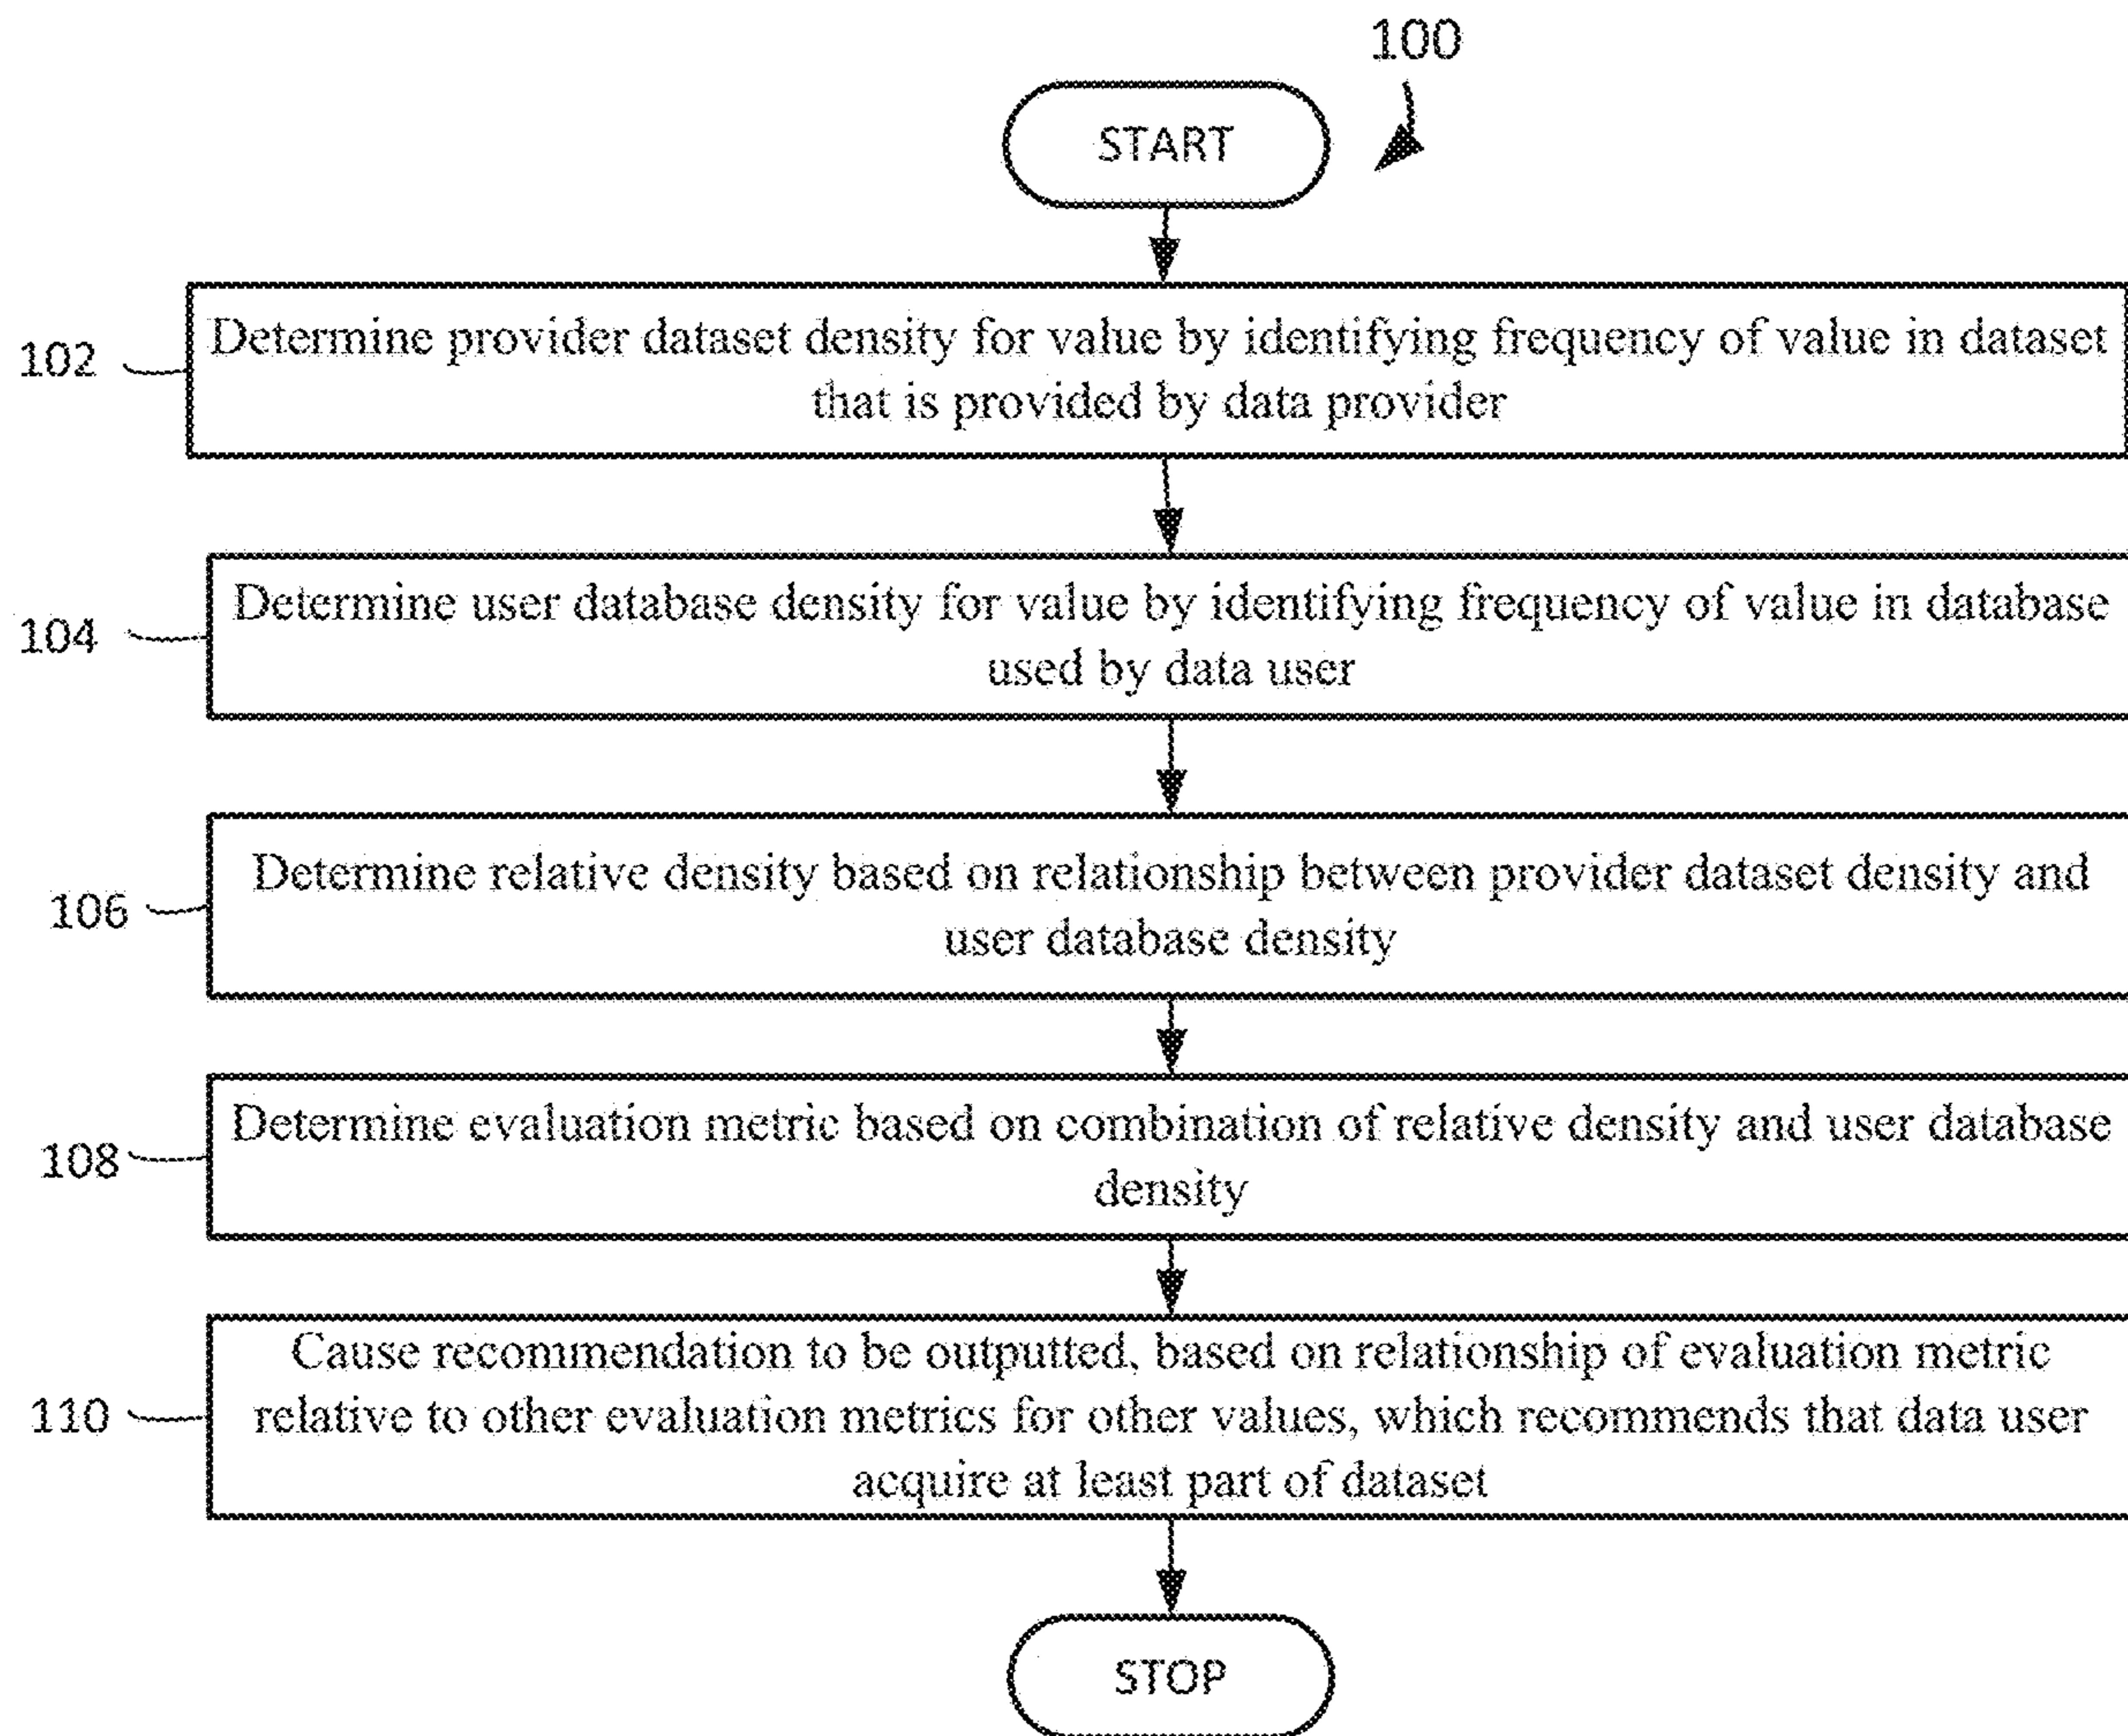 100
START
102
Determine provider dataset density for value by identifying frequency of value in dataset
that is provided by data provider
104
Determine user database density for value by identifying frequency of value in database
used by data user
106
Determine relative density based on relationship between provider dataset density and
user database density
108
Determine evaluation metric based on combination of relative density and user database
density
110
Cause recommendation to be outputted, based on relationship of evaluation metric
relative to other evaluation metrics for other values, which recommends that data user
acquire at least part of dataset
STOP